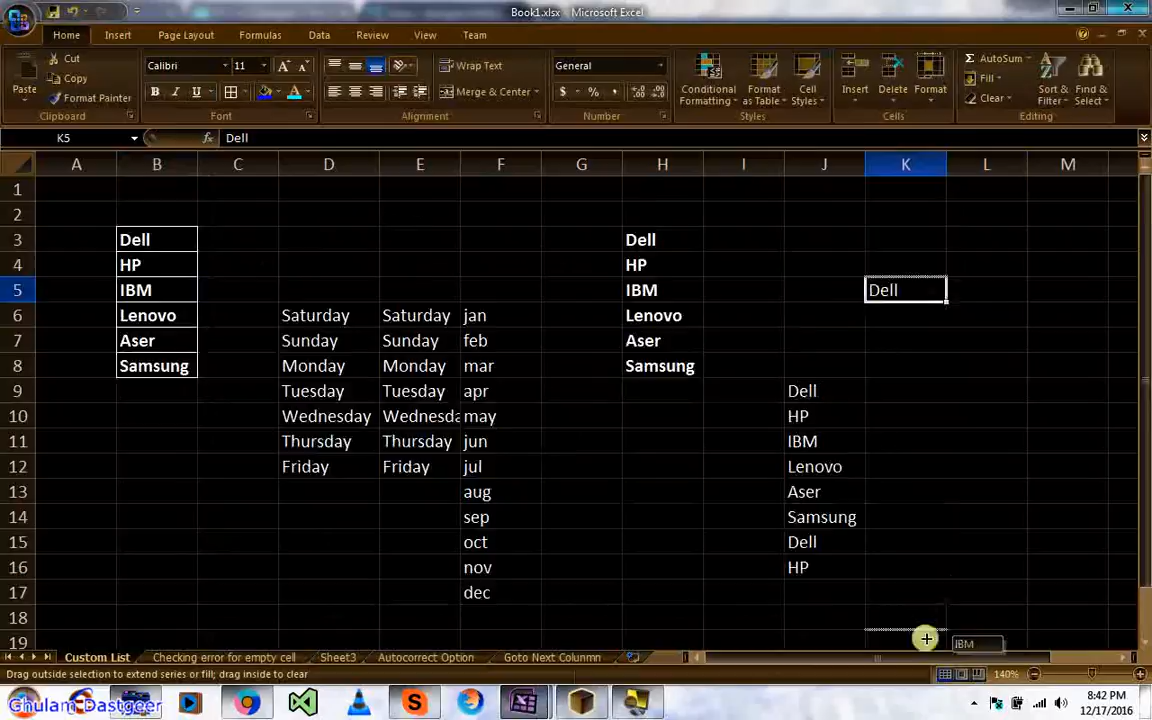 Book1.xlsx - Microsoft Excel
Home Insert Page Layout Formulas Data Review View Team
Paste Cut Copy Format Painter Clipboard
Calibri 11 A A B I U A Font
Wrap Text Merge & Center Alignment
General $ % , Number
Conditional Formatting Format as Table Cell Styles Styles
Insert Delete Format Cells
AutoSum Fill Clear Sort & Filter Find & Select Editing
K5 fx Dell
A B C D E F G H I J K L M
1
2
3 Dell Dell
4 HP HP
5 IBM IBM Dell
6 Lenovo Saturday Saturday jan Lenovo
7 Aser Sunday Sunday feb Aser
8 Samsung Monday Monday mar Samsung
9 Tuesday Tuesday apr Dell
10 Wednesday Wednesda may HP
11 Thursday Thursday jun IBM
12 Friday Friday jul Lenovo
13 aug Aser
14 sep Samsung
15 oct Dell
16 nov HP
17 dec
18
19 IBM
Custom List Checking error for empty cell Sheet3 Autocorrect Option Goto Next Colunmn
Drag outside selection to extend series or fill; drag inside to clear 140%
Ghulam Dastgeer
8:42 PM
12/17/2016